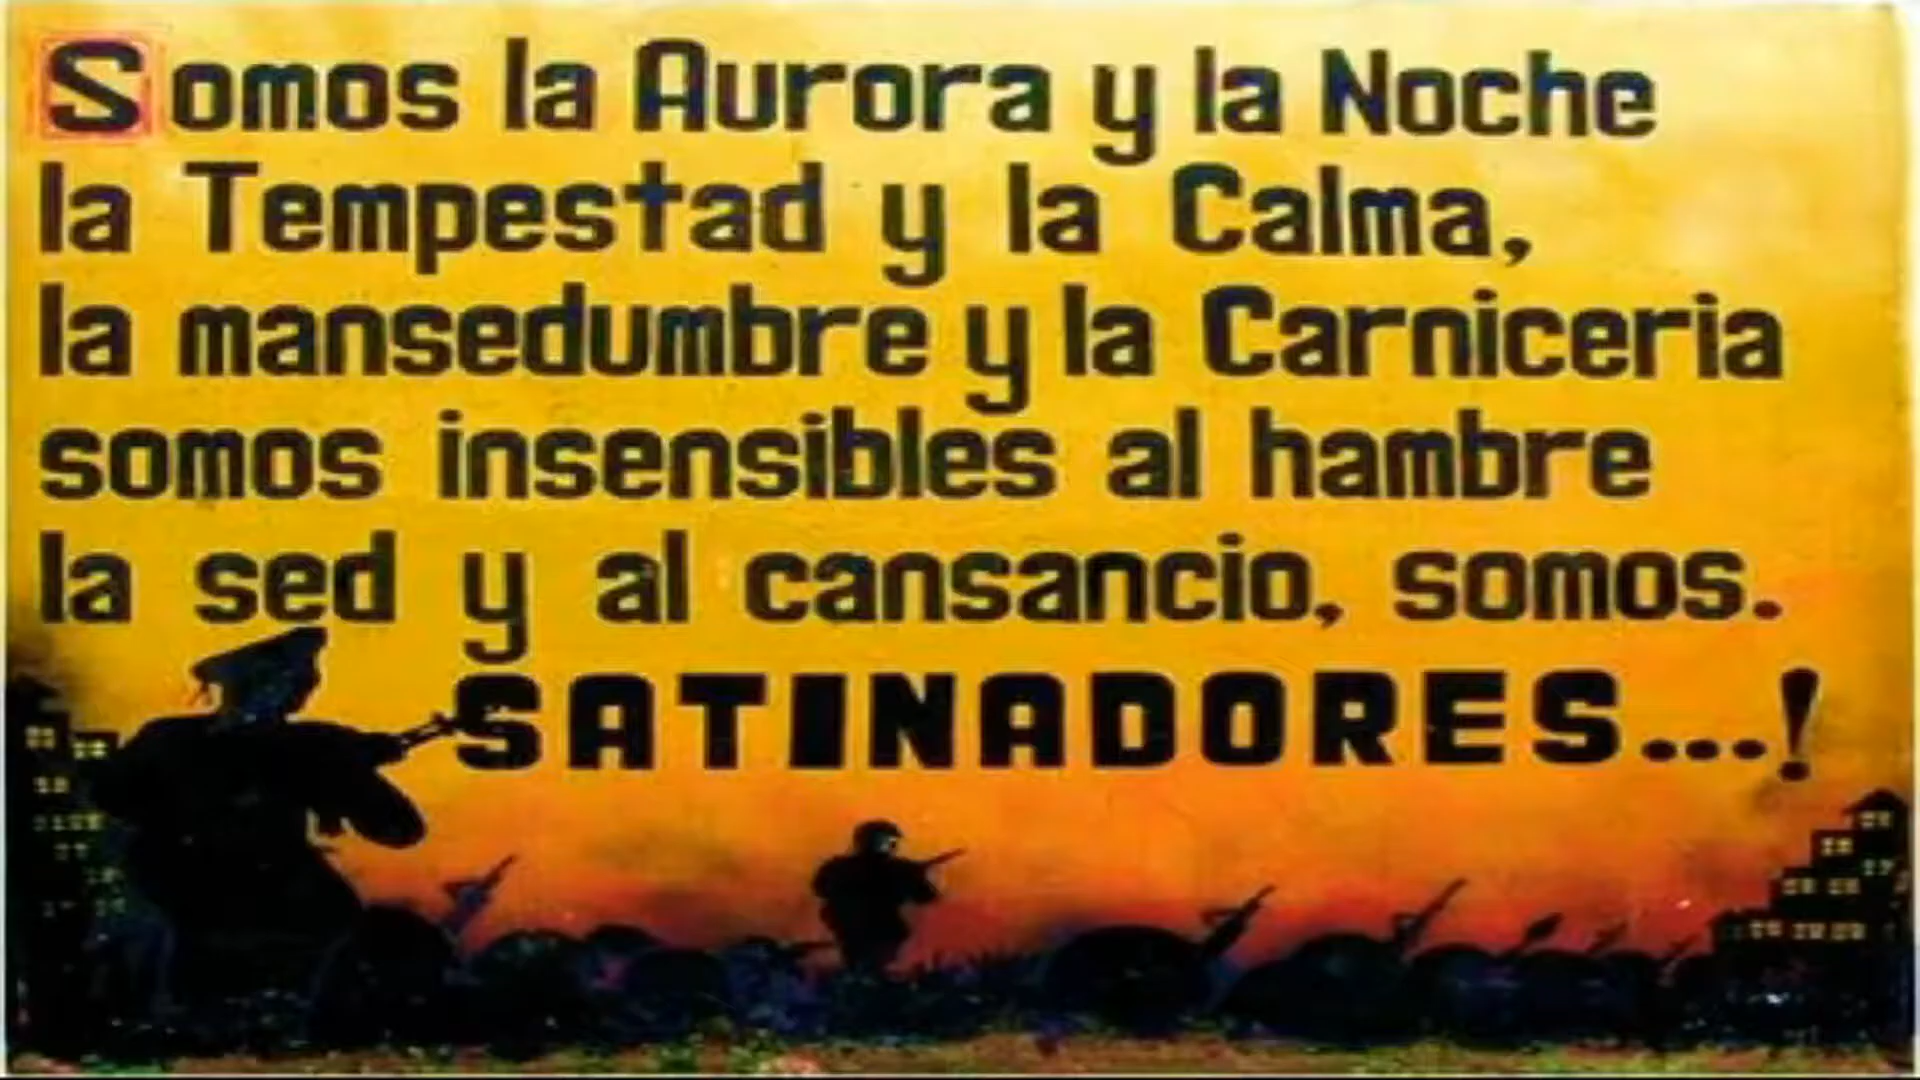 Somos la Aurora y la Noche
la Tempestad y la Calma,
la mansedumbre y la Carniceria
somos insensibles al hambre
la sed y al cansancio, somos.
SATINADORES...!